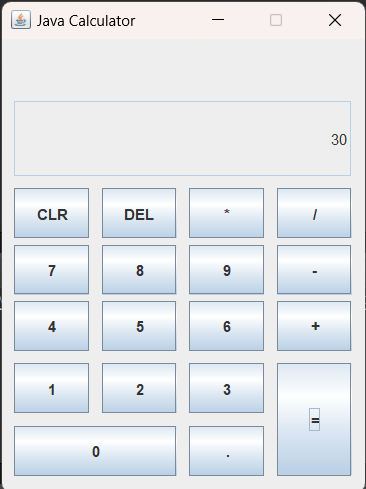 Java Calculator
30
CLR DEL * /
7 8 9 -
4 5 6 +
1 2 3
=
0 .